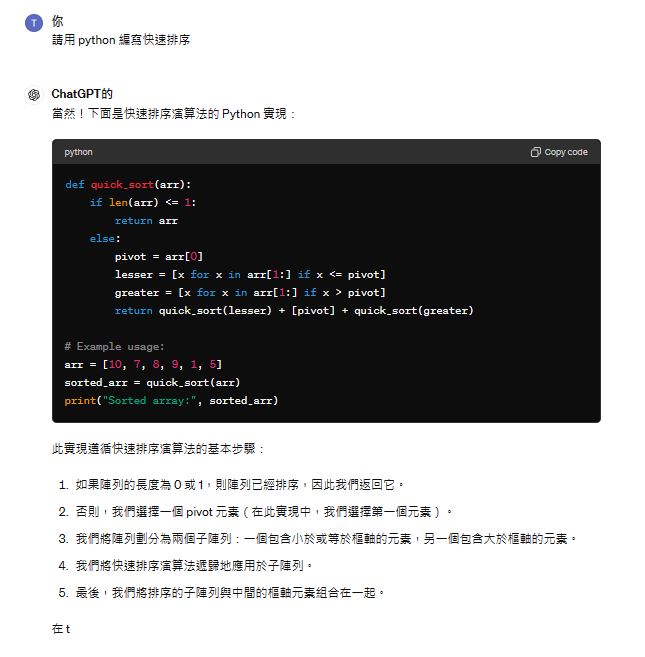 T 你
請用 python 編寫快速排序
ChatGPT的
當然！下面是快速排序演算法的 Python 實現：
python Copy code
def quick_sort(arr):
    if len(arr) <= 1:
        return arr
    else:
        pivot = arr[0]
        lesser = [x for x in arr[1:] if x <= pivot]
        greater = [x for x in arr[1:] if x > pivot]
        return quick_sort(lesser) + [pivot] + quick_sort(greater)
# Example usage:
arr = [10, 7, 8, 9, 1, 5]
sorted_arr = quick_sort(arr)
print("Sorted array:", sorted_arr)
此實現遵循快速排序演算法的基本步驟：
1. 如果陣列的長度為 0 或 1，則陣列已經排序，因此我們返回它。
2. 否則，我們選擇一個 pivot 元素（在此實現中，我們選擇第一個元素）。
3. 我們將陣列劃分為兩個子陣列：一個包含小於或等於樞軸的元素，另一個包含大於樞軸的元素。
4. 我們將快速排序演算法遞歸地應用於子陣列。
5. 最後，我們將排序的子陣列與中間的樞軸元素組合在一起。
在 t